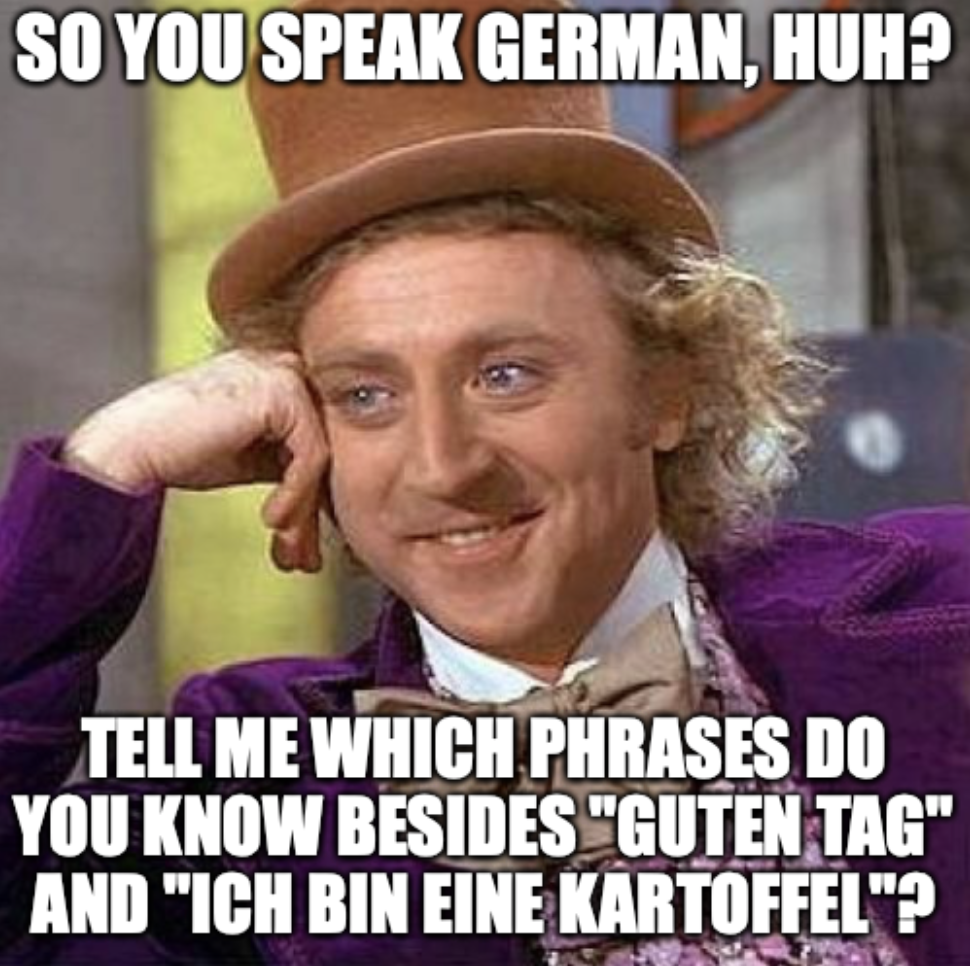 SO YOU SPEAK GERMAN, HUH?
TELL ME WHICH PHRASES DO
YOU KNOW BESIDES "GUTEN TAG"
AND "ICH BIN EINE KARTOFFEL"?